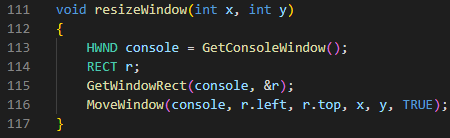 111 void resizeWindow(int x, int y)
112 {
113     HWND console = GetConsoleWindow();
114     RECT r;
115     GetWindowRect(console, &r);
116     MoveWindow(console, r.left, r.top, x, y, TRUE);
117 }